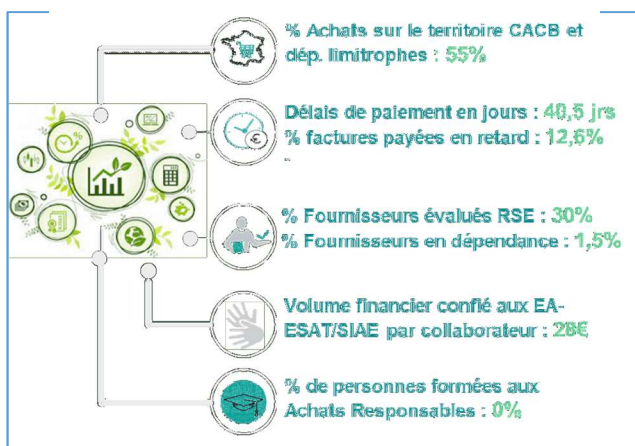 % Achats sur le territoire CACB et
dép. limitrophes : 55%
Délais de paiement en jours : 40,5 jrs
% factures payées en retard : 12,6%
% Fournisseurs évalués RSE : 30%
% Fournisseurs en dépendance : 1,5%
Volume financier confié aux EA-
ESAT/SIAE par collaborateur : 28€
% de personnes formées aux
Achats Responsables : 0%